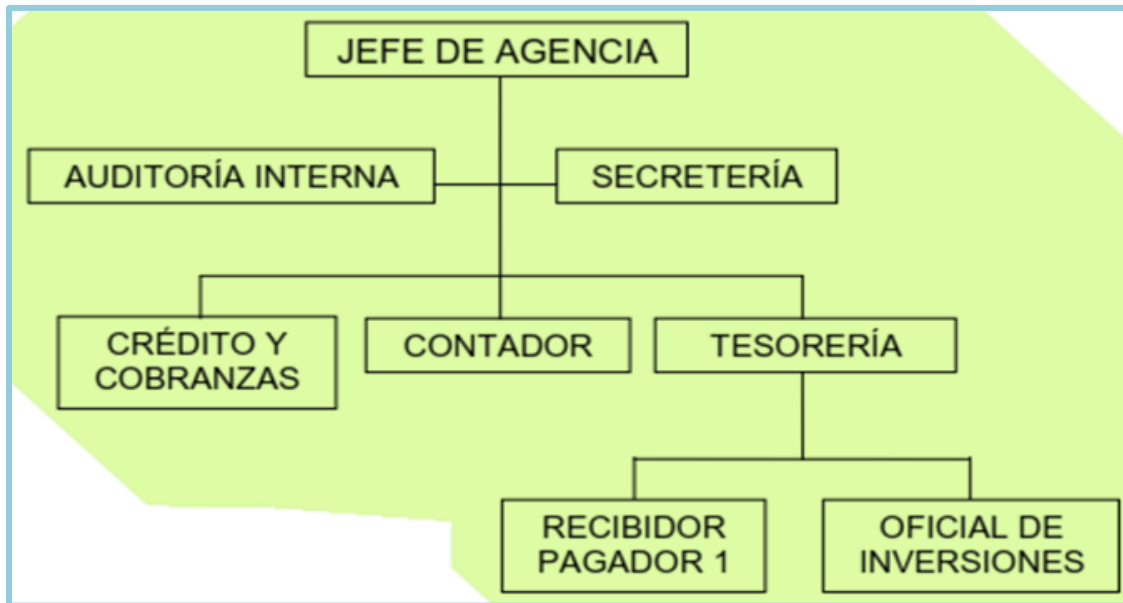 JEFE DE AGENCIA
AUDITORÍA INTERNA
SECRETERÍA
CRÉDITO Y
COBRANZAS
CONTADOR
TESORERÍA
RECIBIDOR
PAGADOR 1
OFICIAL DE
INVERSIONES